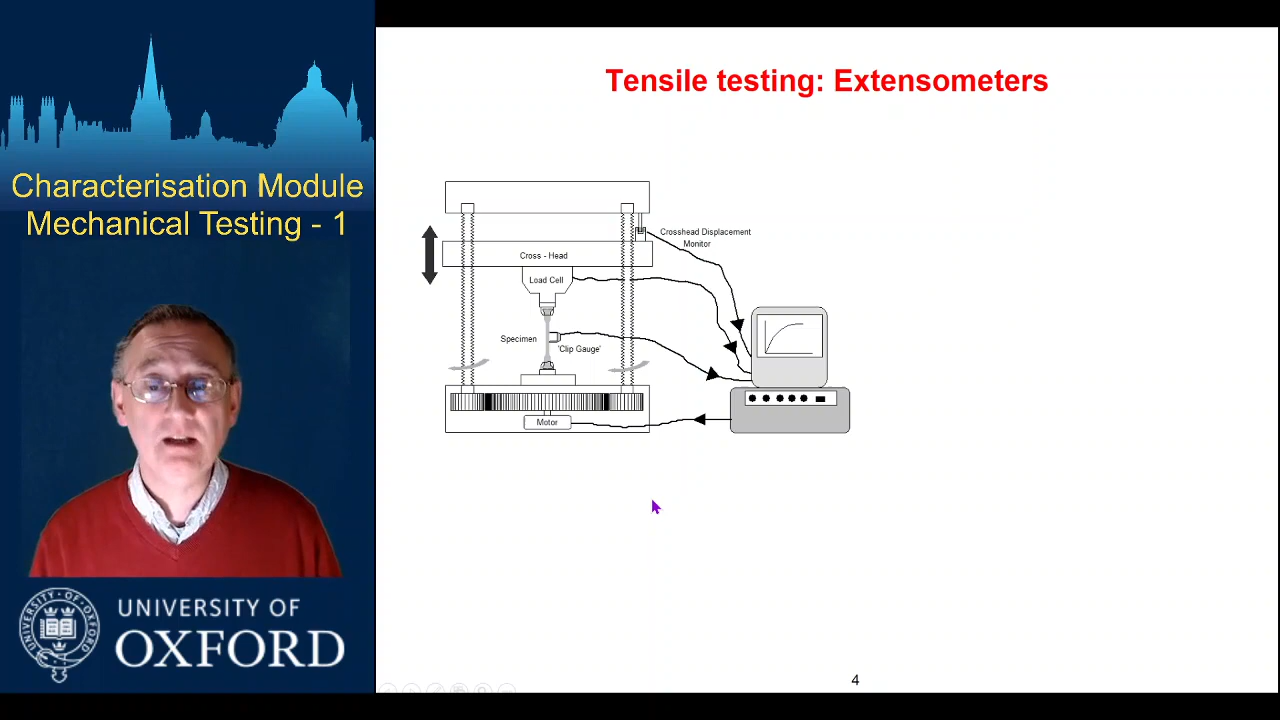 Characterisation Module
Mechanical Testing - 1
UNIVERSITY OF
OXFORD
Tensile testing: Extensometers
Crosshead Displacement
Monitor
Cross - Head
Load Cell
Specimen
'Clip Gauge'
Motor
4